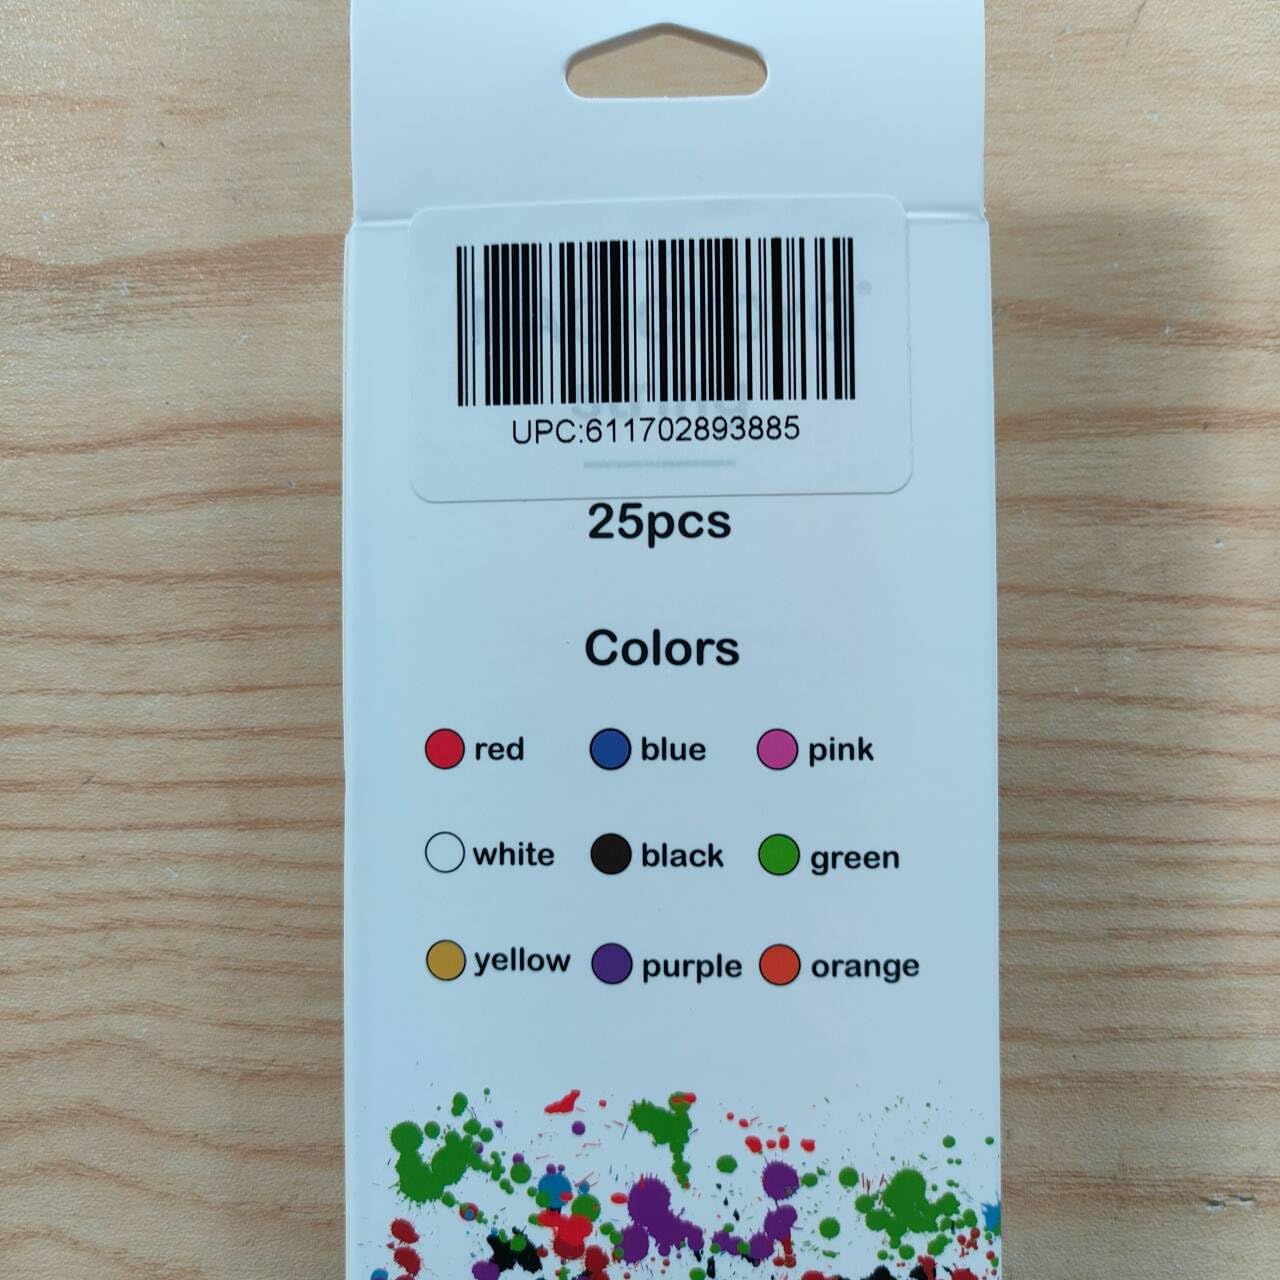 UPC:611702893885
25pcs
Colors
red blue pink
white black green
yellow purple orange